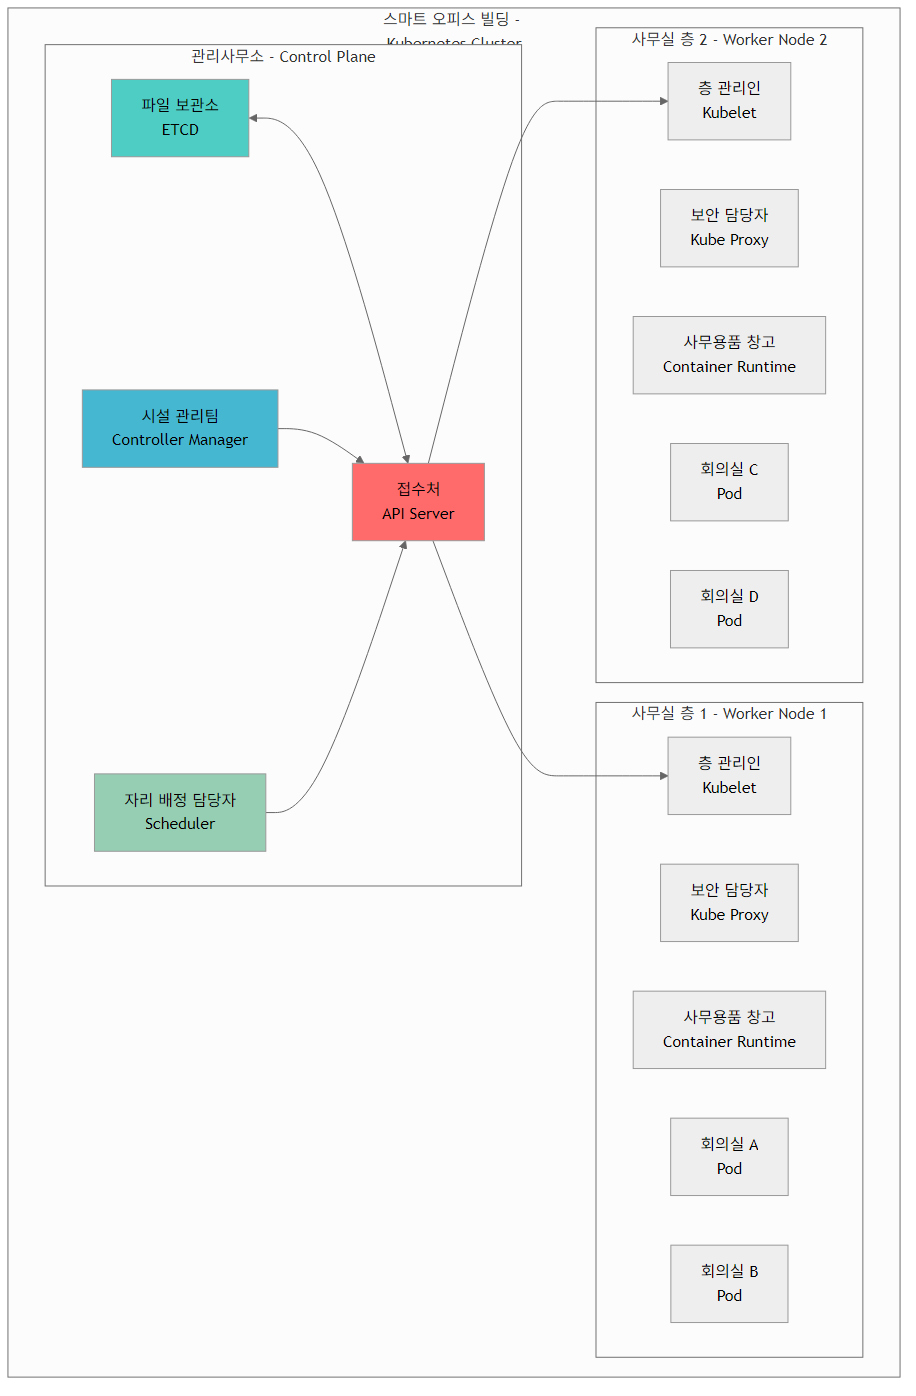 스마트 오피스 빌딩 -
Kubernetes Cluster
관리사무소 - Control Plane
파일 보관소
ETCD
시설 관리팀
Controller Manager
접수처
API Server
자리 배정 담당자
Scheduler
사무실 층 2 - Worker Node 2
층 관리인
Kubelet
보안 담당자
Kube Proxy
사무용품 창고
Container Runtime
회의실 C
Pod
회의실 D
Pod
사무실 층 1 - Worker Node 1
층 관리인
Kubelet
보안 담당자
Kube Proxy
사무용품 창고
Container Runtime
회의실 A
Pod
회의실 B
Pod